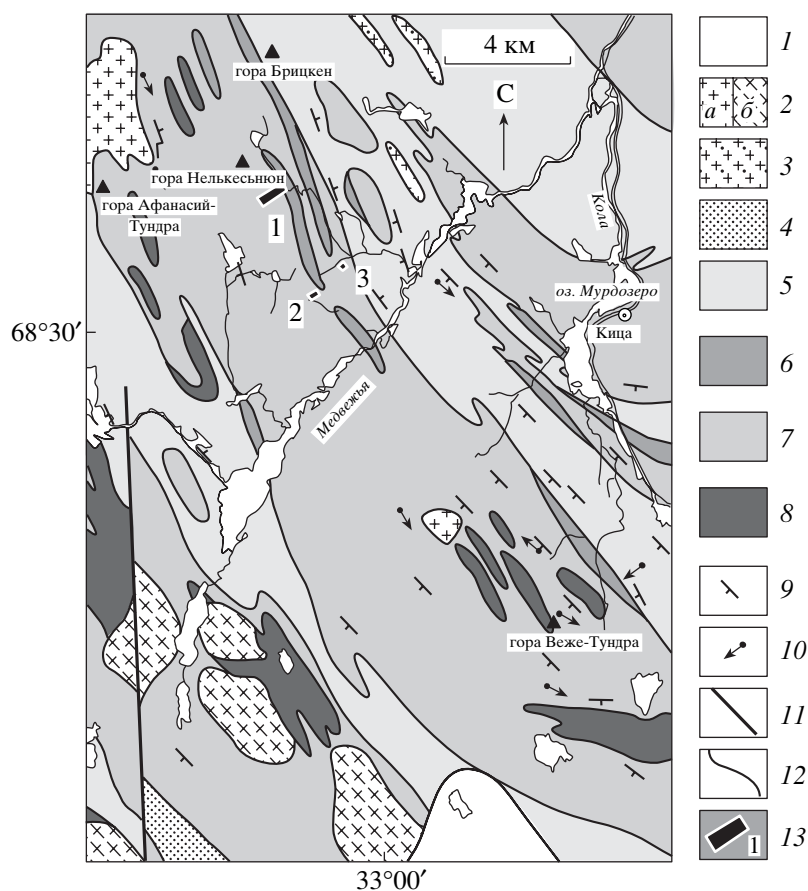 4 км
С
гора Брицкен
гора Нелькесьнюн
гора Афанасий-
Тундра
1
2
3
Кола
оз. Мурдозеро
Кица
68°30′
Медвежья
гора Веже-Тундра
33°00′
1
а б 2
3
4
5
6
7
8
9
10
11
12
1 13